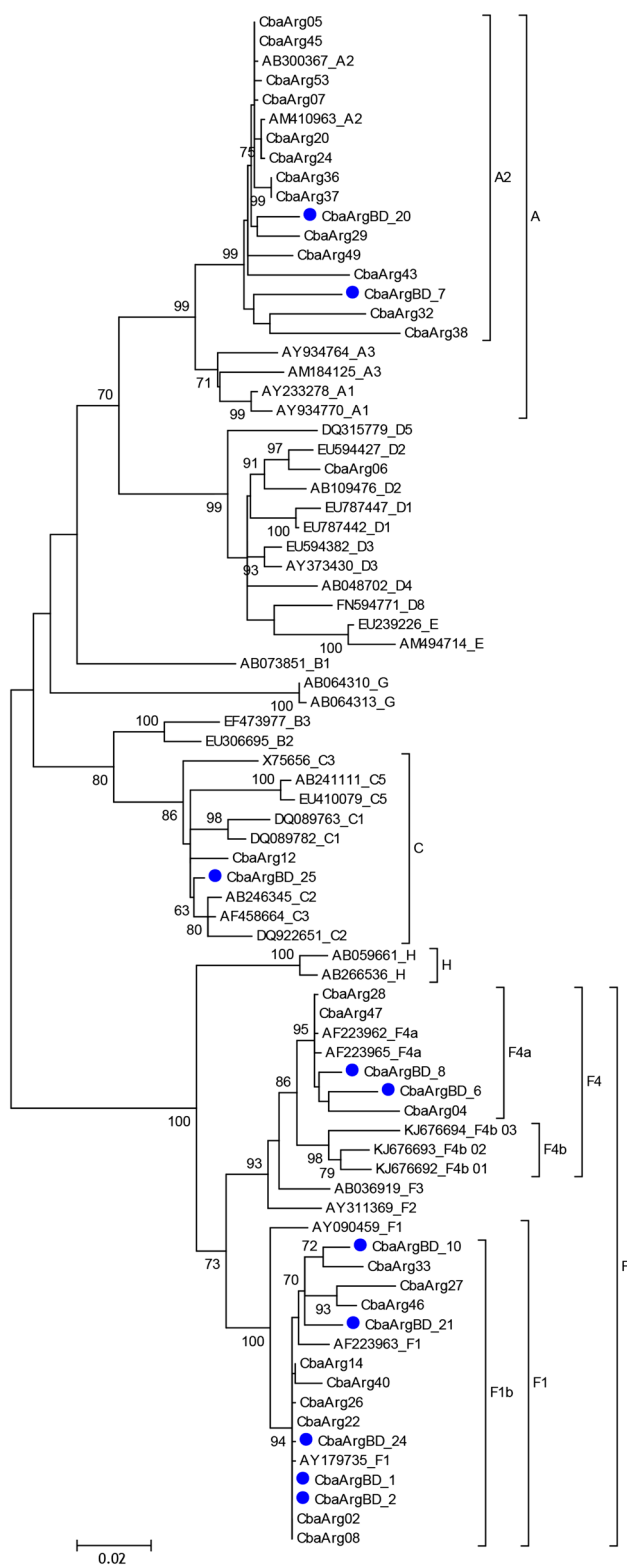 CbaArg05
CbaArg45
AB300367_A2
CbaArg53
CbaArg07
AM410963_A2
CbaArg20
75
CbaArg24
CbaArg36
A2
CbaArg37
99
CbaArgBD_20
A
CbaArg29
99
CbaArg49
CbaArg43
CbaArgBD_7
99
CbaArg32
CbaArg38
AY934764_A3
AM184125_A3
71
AY233278_A1
70
AY934770_A1
99
DQ315779_D5
EU594427_D2
97
91
CbaArg06
AB109476_D2
99
EU787447_D1
EU787442_D1
100
EU594382_D3
AY373430_D3
93
AB048702_D4
FN594771_D8
EU239226_E
AM494714_E
100
AB073851_B1
AB064310_G
AB064313_G
100
EF473977_B3
100
EU306695_B2
X75656_C3
80
AB241111_C5
100
EU410079_C5
86
DQ089763_C1
98
DQ089782_C1
C
CbaArg12
CbaArgBD_25
AB246345_C2
63
AF458664_C3
80
DQ922651_C2
AB059661_H
100
H
AB266536_H
CbaArg28
CbaArg47
95
AF223962_F4a
AF223965_F4a
F4a
CbaArgBD_8
F4
86
CbaArgBD_6
CbaArg04
100
KJ676694_F4b 03
KJ676693_F4b 02
F4b
98
KJ676692_F4b 01
79
93
AB036919_F3
AY311369_F2
AY090459_F1
CbaArgBD_10
72
73
CbaArg33
F
70
CbaArg27
CbaArg46
93
CbaArgBD_21
100
AF223963_F1
CbaArg14
F1
CbaArg40
F1b
CbaArg26
CbaArg22
94
CbaArgBD_24
AY179735_F1
CbaArgBD_1
CbaArgBD_2
CbaArg02
CbaArg08
0.02